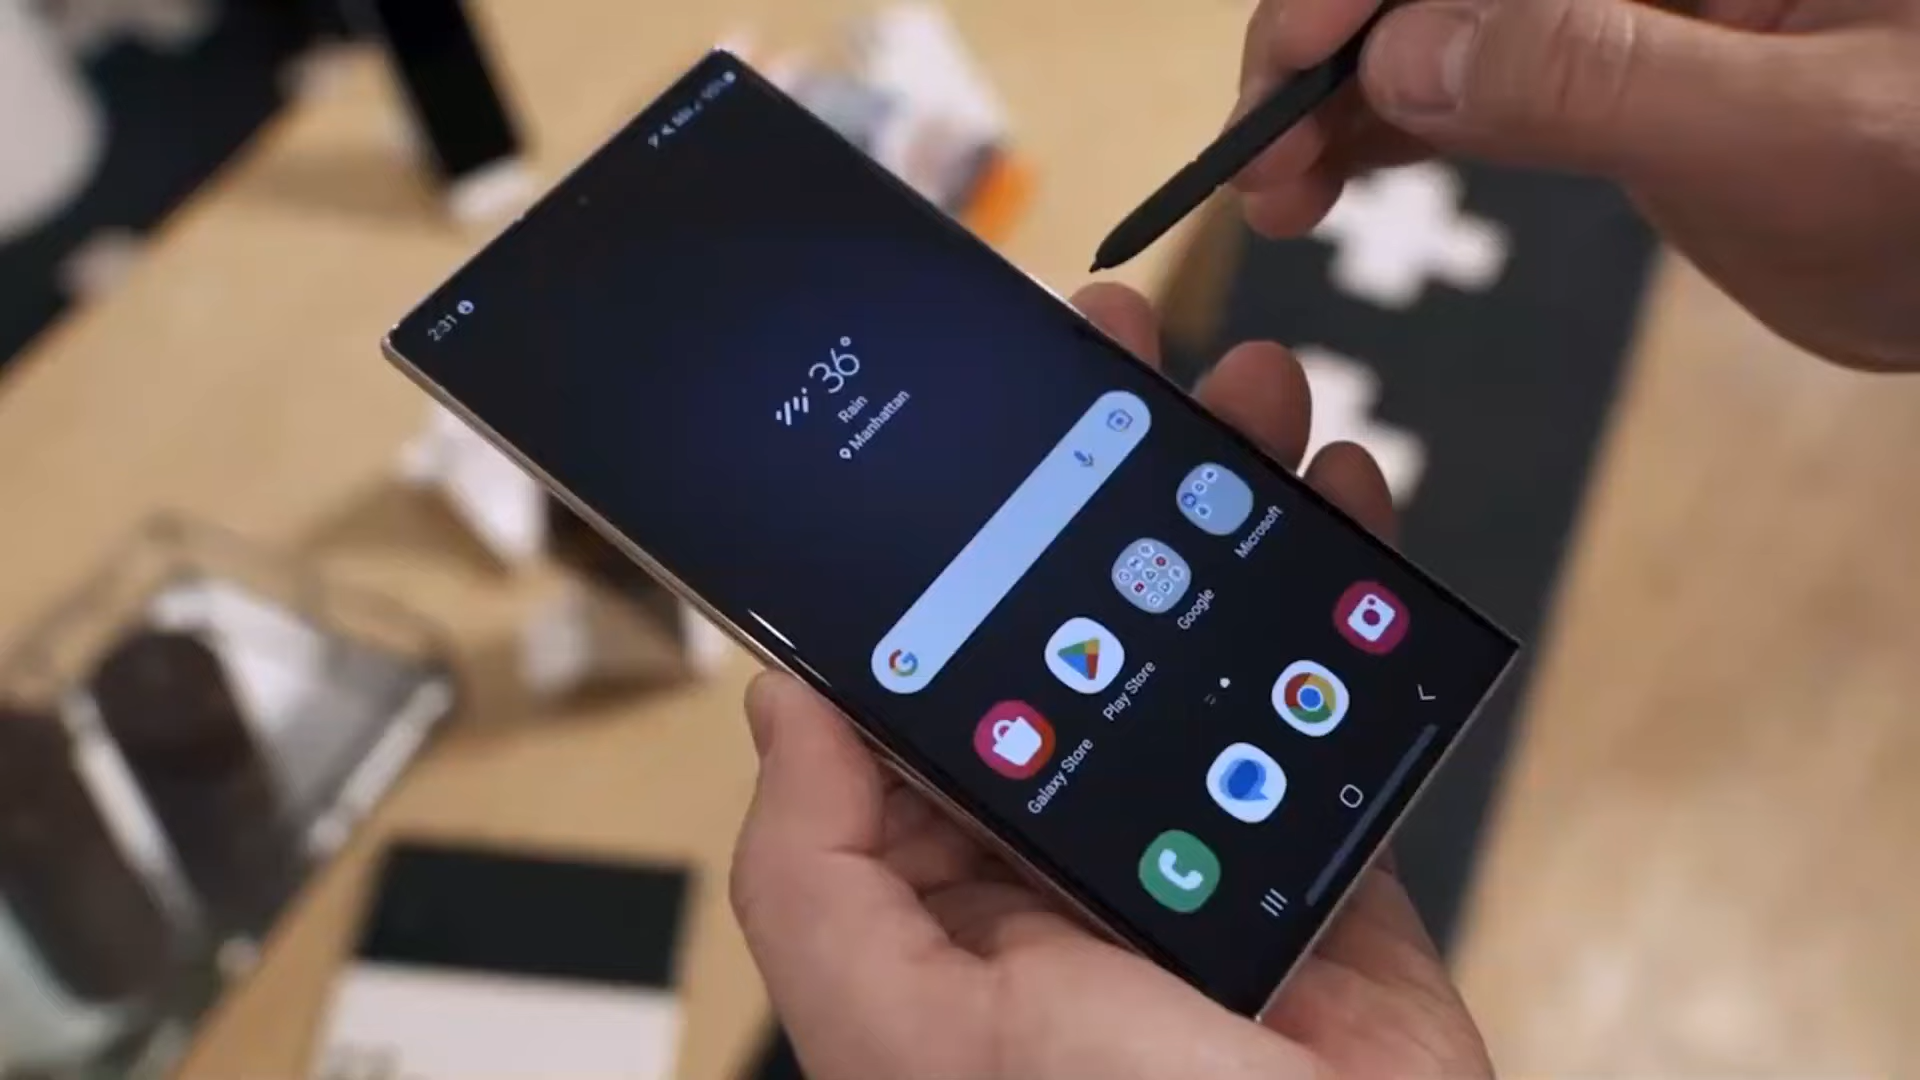 2:31
36°
Rain
Manhattan
Galaxy Store
Play Store
Google
Microsoft